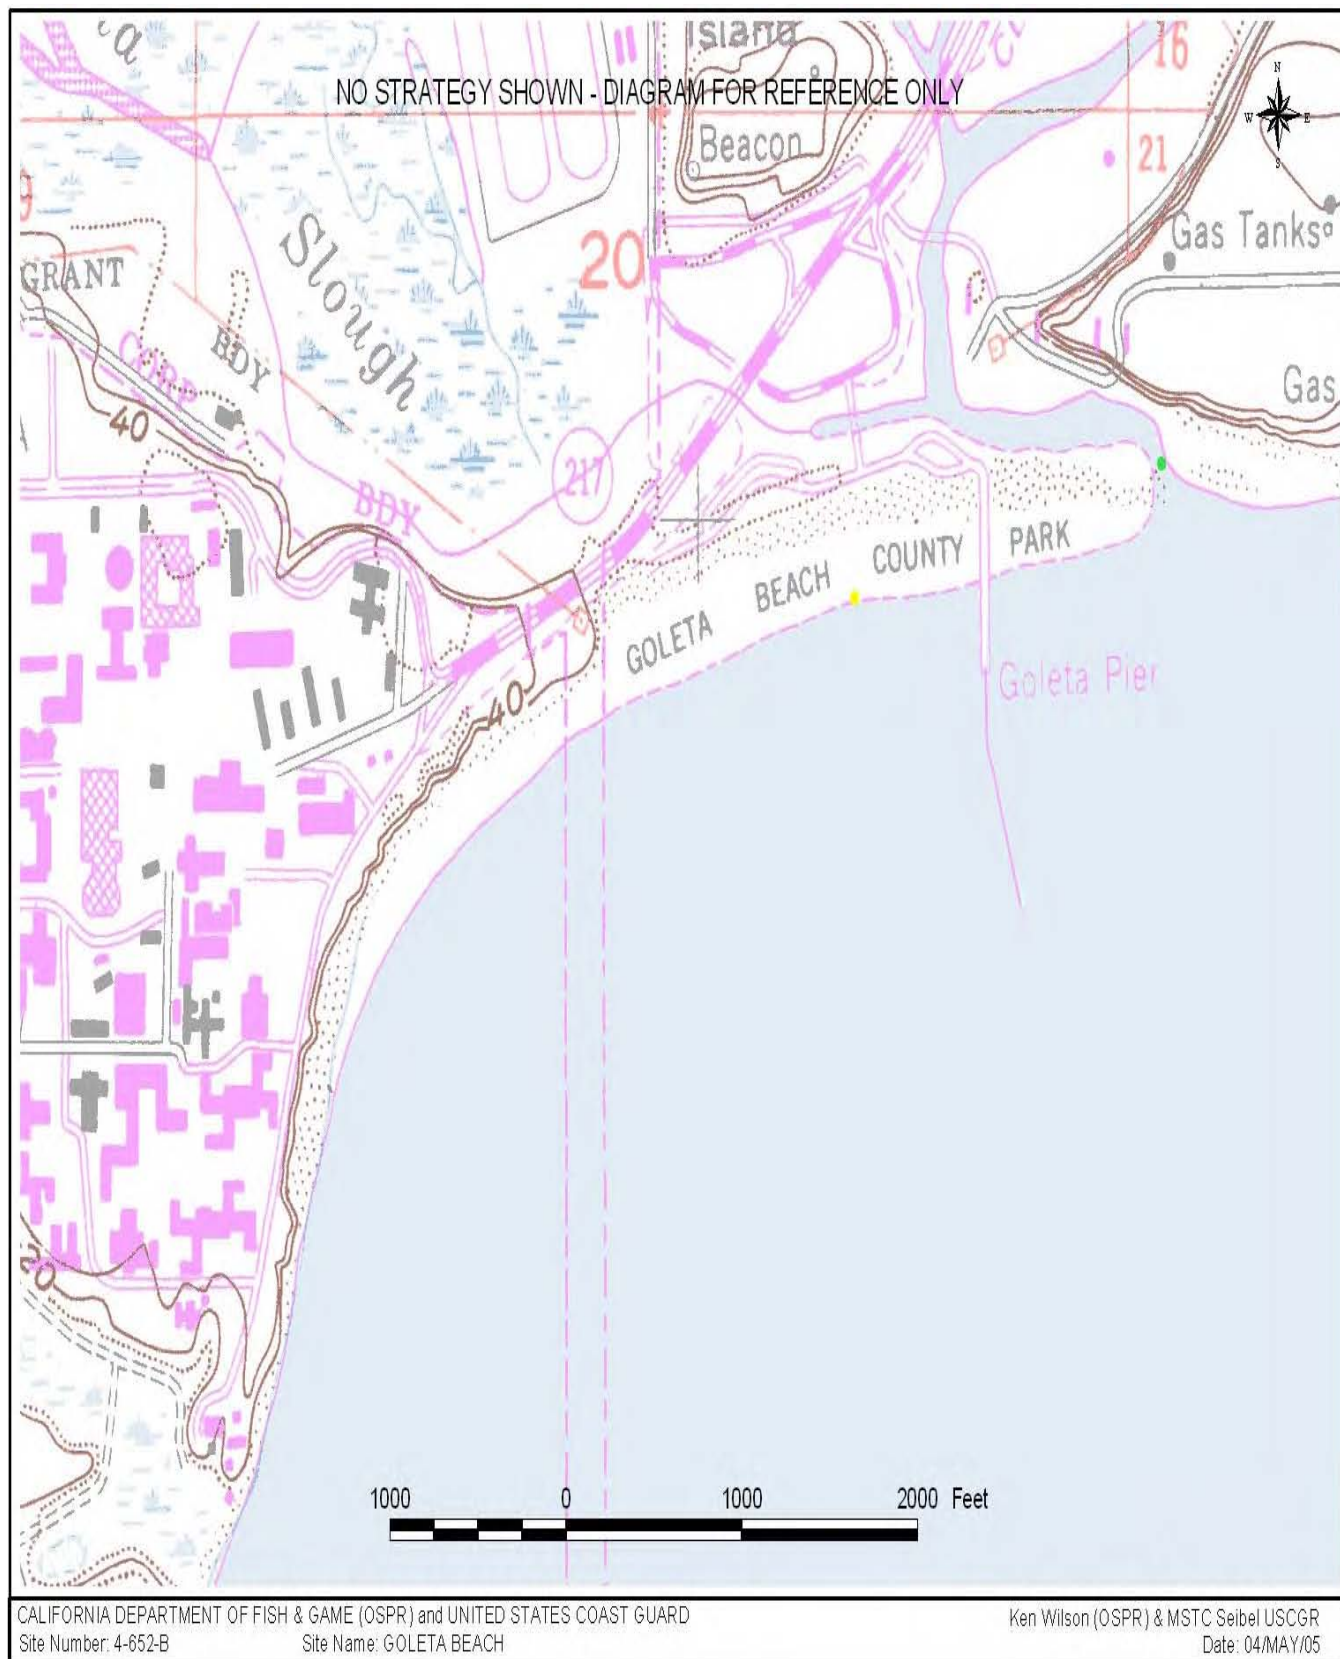 Island
16
NO STRATEGY SHOWN - DIAGRAM FOR REFERENCE ONLY
N
W E
S
Beacon
21
9
Slough
20
Gas Tanks
GRANT
BDY
CORP
40
Gas
217
BDY
GOLETA BEACH COUNTY PARK
Goleta Pier
40
20
1000 0 1000 2000 Feet
CALIFORNIA DEPARTMENT OF FISH & GAME (OSPR) and UNITED STATES COAST GUARD
Ken Wilson (OSPR) & MSTC Seibel USCGR
Site Number: 4-652-B Site Name: GOLETA BEACH
Date: 04/MAY/05